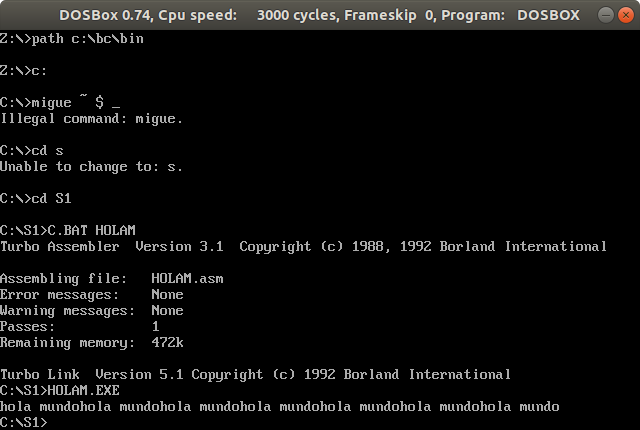 DOSBox 0.74, Cpu speed:    3000 cycles, Frameskip  0, Program:   DOSBOX
Z:\>path c:\bc\bin
Z:\>c:
C:\>migue ~ $ _
Illegal command: migue.
C:\>cd s
Unable to change to: s.
C:\>cd S1
C:\S1>C.BAT HOLAM
Turbo Assembler  Version 3.1  Copyright (c) 1988, 1992 Borland International
Assembling file:   HOLAM.asm
Error messages:    None
Warning messages:  None
Passes:            1
Remaining memory:  472k
Turbo Link  Version 5.1 Copyright (c) 1992 Borland International
C:\S1>HOLAM.EXE
hola mundohola mundohola mundohola mundohola mundohola mundohola mundo
C:\S1>